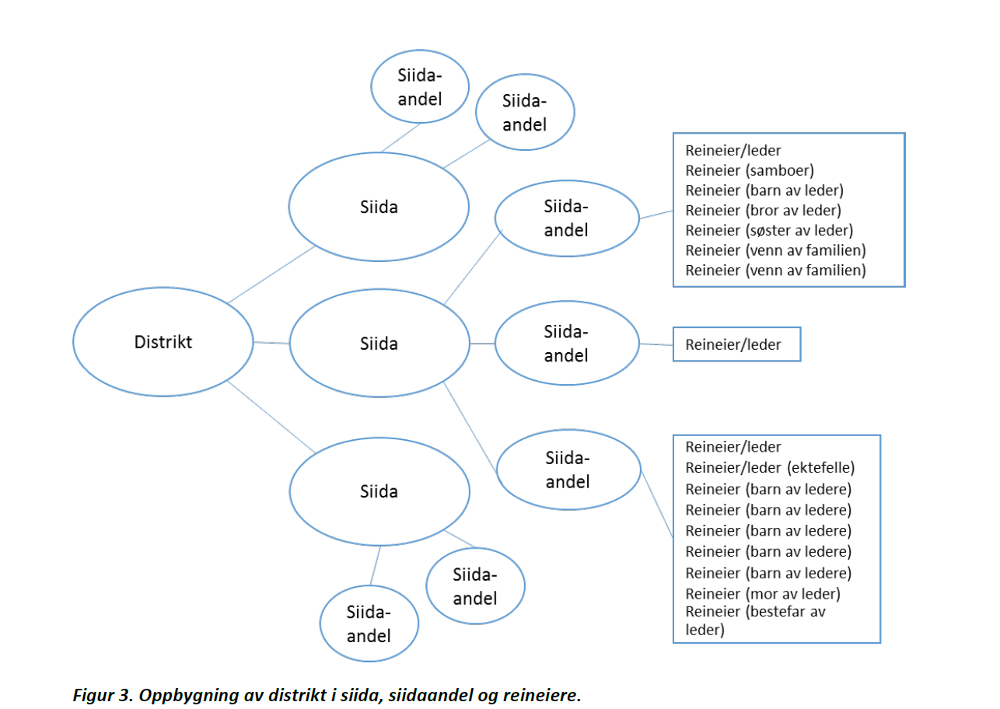 Siida-
andel
Siida-
andel
Siida
Siida-
andel
Reineier/leder
Reineier (samboer)
Reineier (barn av leder)
Reineier (bror av leder)
Reineier (søster av leder)
Reineier (venn av familien)
Reineier (venn av familien)
Distrikt
Siida
Siida-
andel
Reineier/leder
Siida-
andel
Reineier/leder
Reineier/leder (ektefelle)
Reineier (barn av ledere)
Reineier (barn av ledere)
Reineier (barn av ledere)
Reineier (barn av ledere)
Reineier (barn av ledere)
Reineier (mor av leder)
Reineier (bestefar av
leder)
Siida
Siida-
andel
Siida-
andel
Figur 3. Oppbygning av distrikt i siida, siidaandel og reineiere.